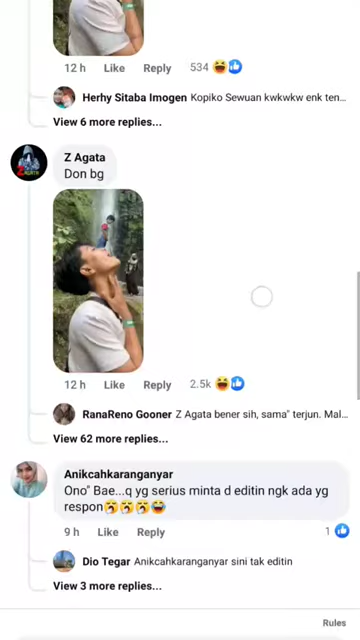 12 h Like Reply 534
Herhy Sitaba Imogen Kopiko Sewuan kwkwkw enk ten...
View 6 more replies...
Z Agata
Don bg
12 h Like Reply 2.5k
RanaReno Gooner Z Agata bener sih, sama" terjun. Mal...
View 62 more replies...
Anikcahkaranganyar
Ono" Bae...q yg serius minta d editin ngk ada yg
respon🥱🥱🥱😂
9 h Like Reply 1
Dio Tegar Anikcahkaranganyar sini tak editin
View 3 more replies...
Rules